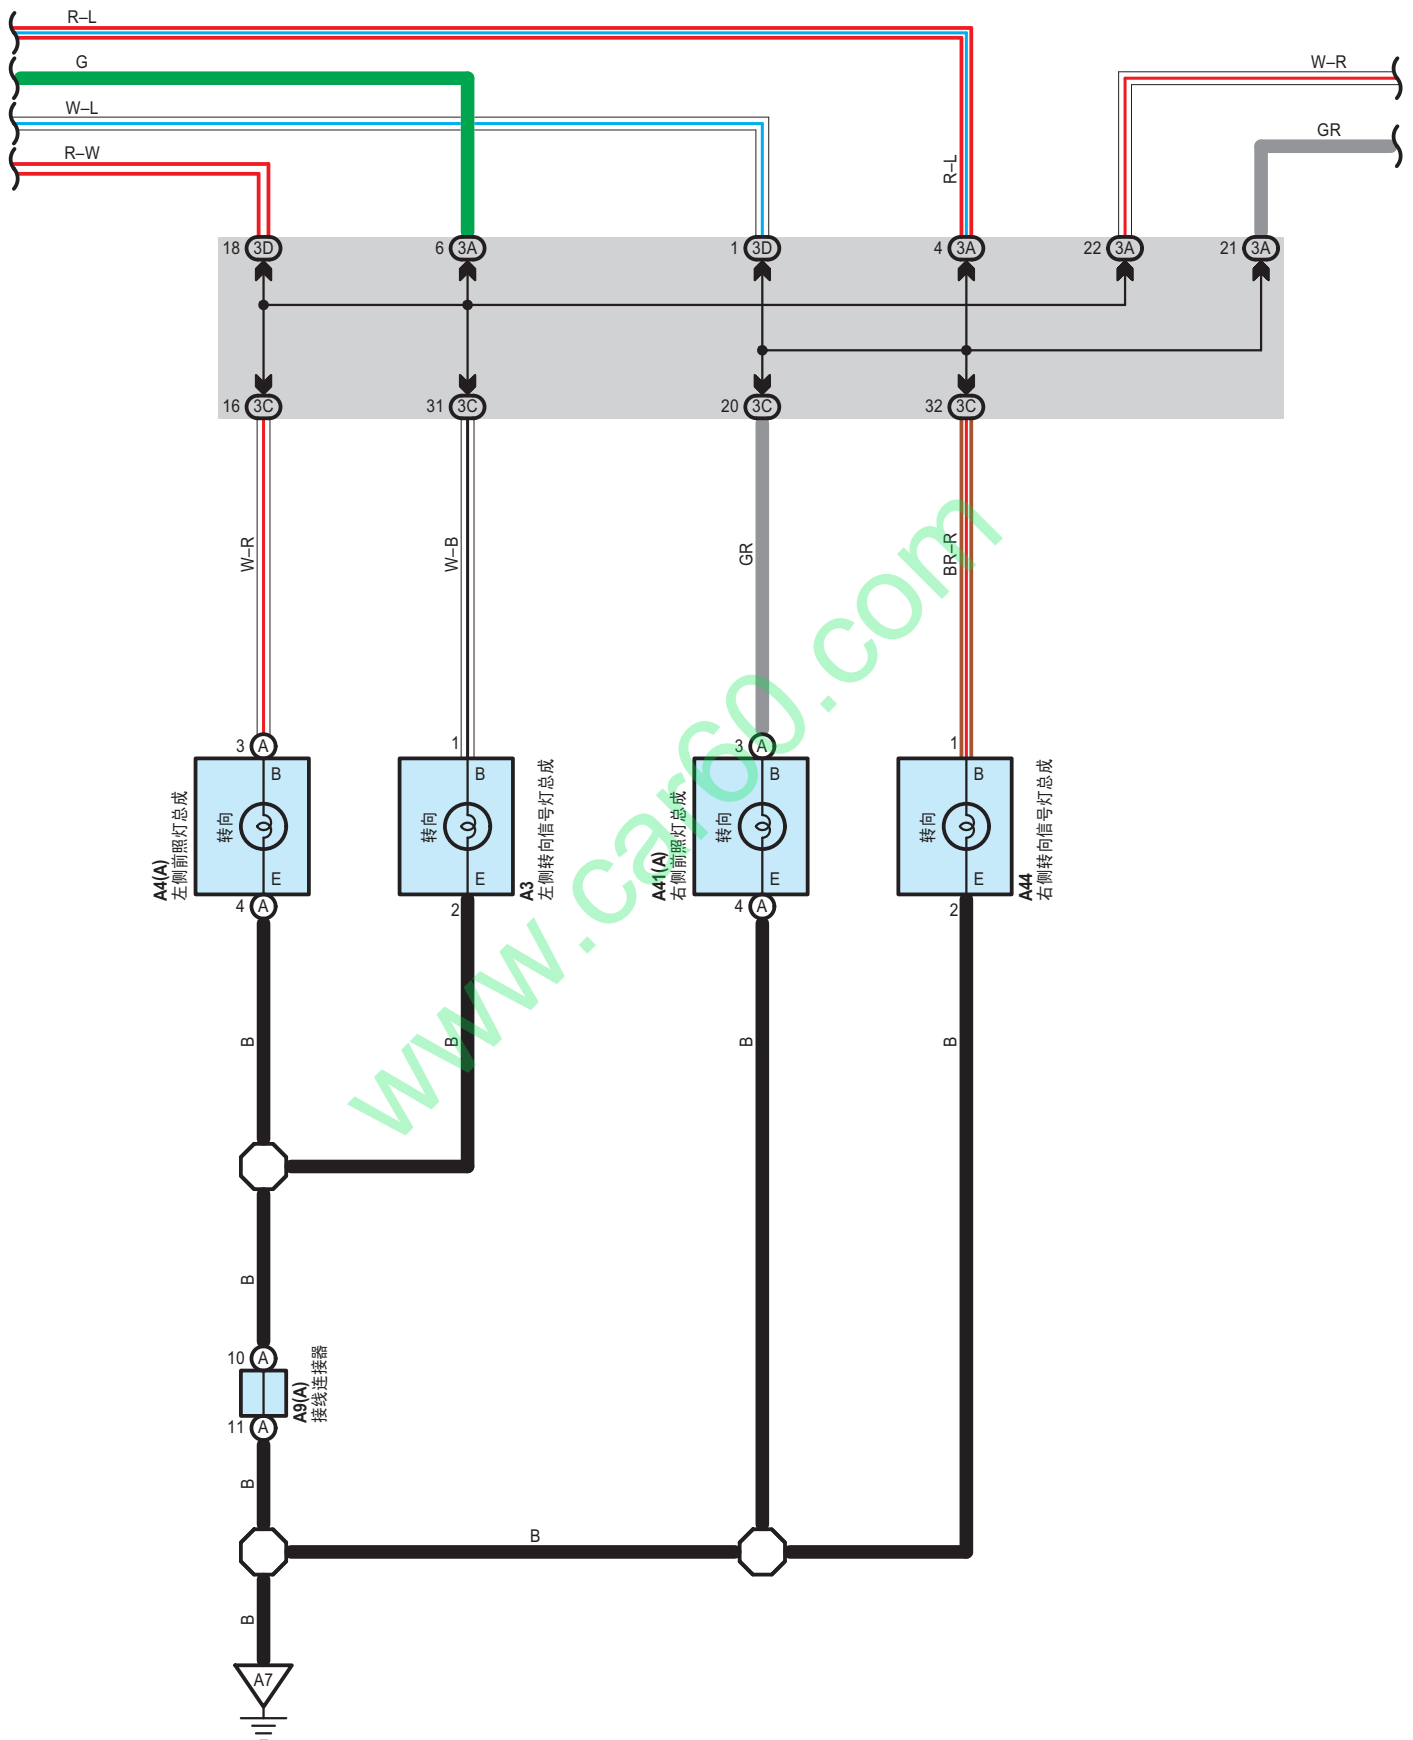 R–L
G
W–L
R–W
W–R
GR
R–L
18 3D
6 3A
1 3D
4 3A
22 3A
21 3A
16 3C
31 3C
20 3C
32 3C
W–R
W–B
GR
BR–R
3 A
1
3 A
1
B
B
B
B
转向
转向
转向
转向
E
E
E
E
A4(A)
左侧前照灯总成
A3
左侧转向信号灯总成
A41(A)
右侧前照灯总成
A44
右侧转向信号灯总成
4 A
2
4 A
2
B
B
B
B
B
10 A
A9(A)
接线连接器
11 A
B
B
B
A7
www.car60.com